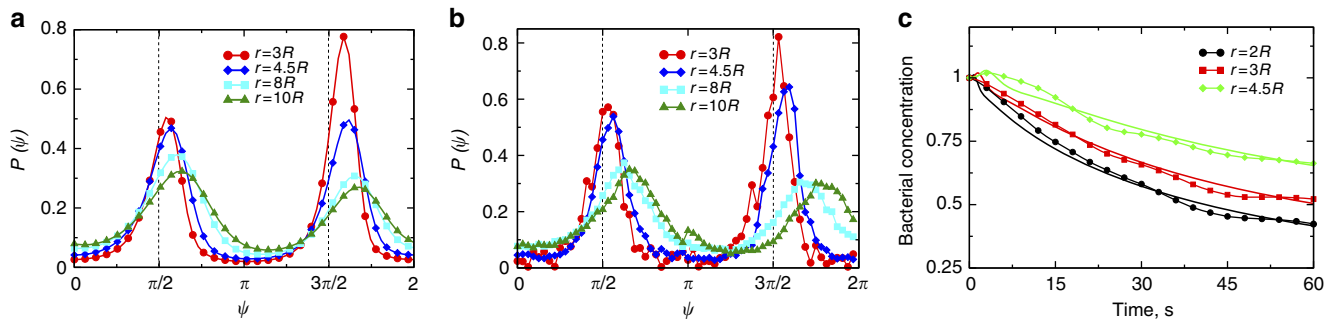 a
P (ψ)
0.8
0.6
0.4
0.2
0
r=3R
r=4.5R
r=8R
r=10R
0 π/2 π 3π/2 2
ψ
b
P (ψ)
0.8
0.6
0.4
0.2
0
r=3R
r=4.5R
r=8R
r=10R
0 π/2 π 3π/2 2π
ψ
c
Bacterial concentration
1
0.75
0.5
0.25
r=2R
r=3R
r=4.5R
0 15 30 45 60
Time, s